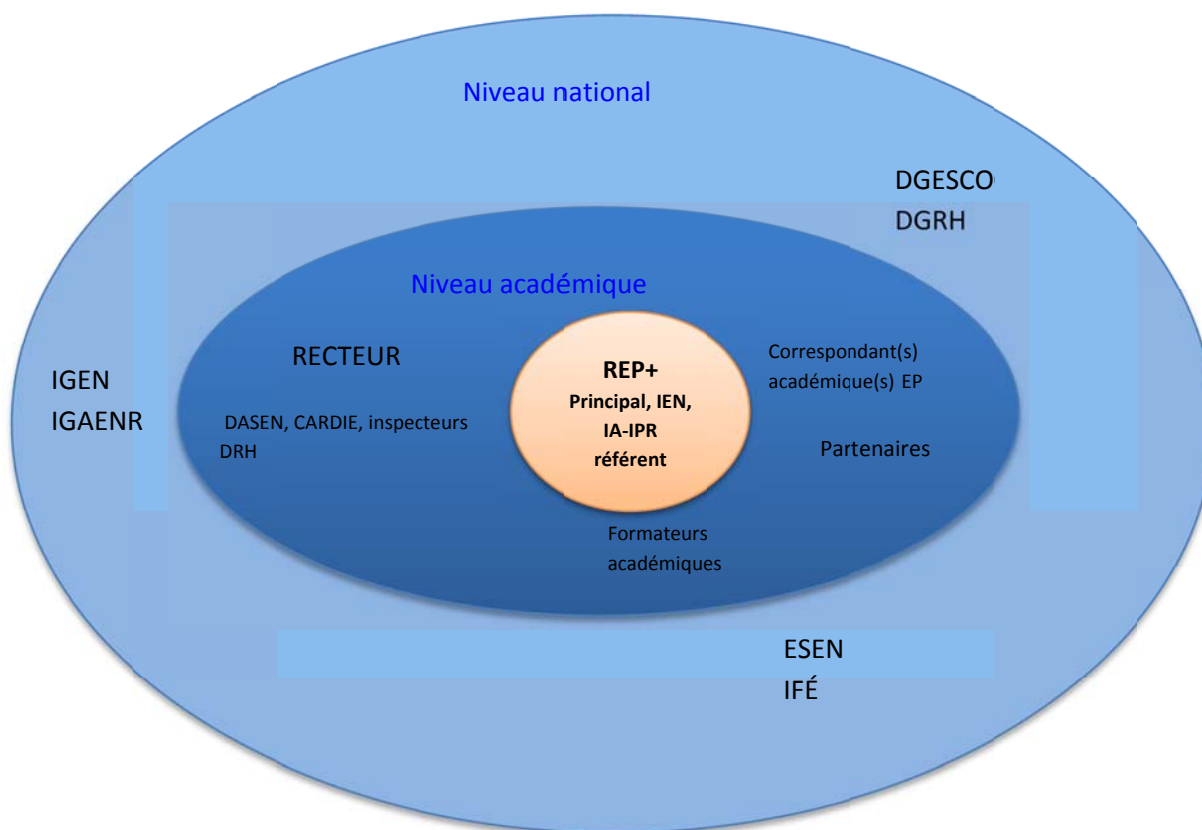 Niveau national
DGESCO
DGRH
Niveau académique
RECTEUR
DASEN, CARDIE, inspecteurs
DRH
IGEN
IGAENR
REP+
Principal, IEN,
IA-IPR
référent
Correspondant(s)
académique(s) EP
Partenaires
Formateurs
académiques
ESEN
IFÉ